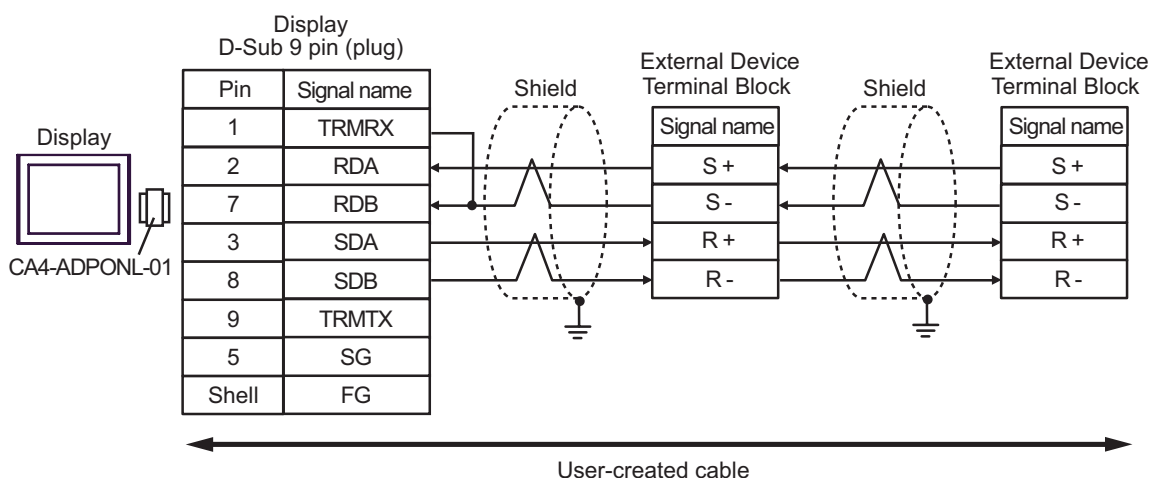 Display
D-Sub 9 pin (plug)
Pin Signal name
1 TRMRX
2 RDA
7 RDB
3 SDA
8 SDB
9 TRMTX
5 SG
Shell FG
Display
CA4-ADPONL-01
Shield
External Device
Terminal Block
Signal name
S +
S -
R +
R -
Shield
External Device
Terminal Block
Signal name
S +
S -
R +
R -
User-created cable